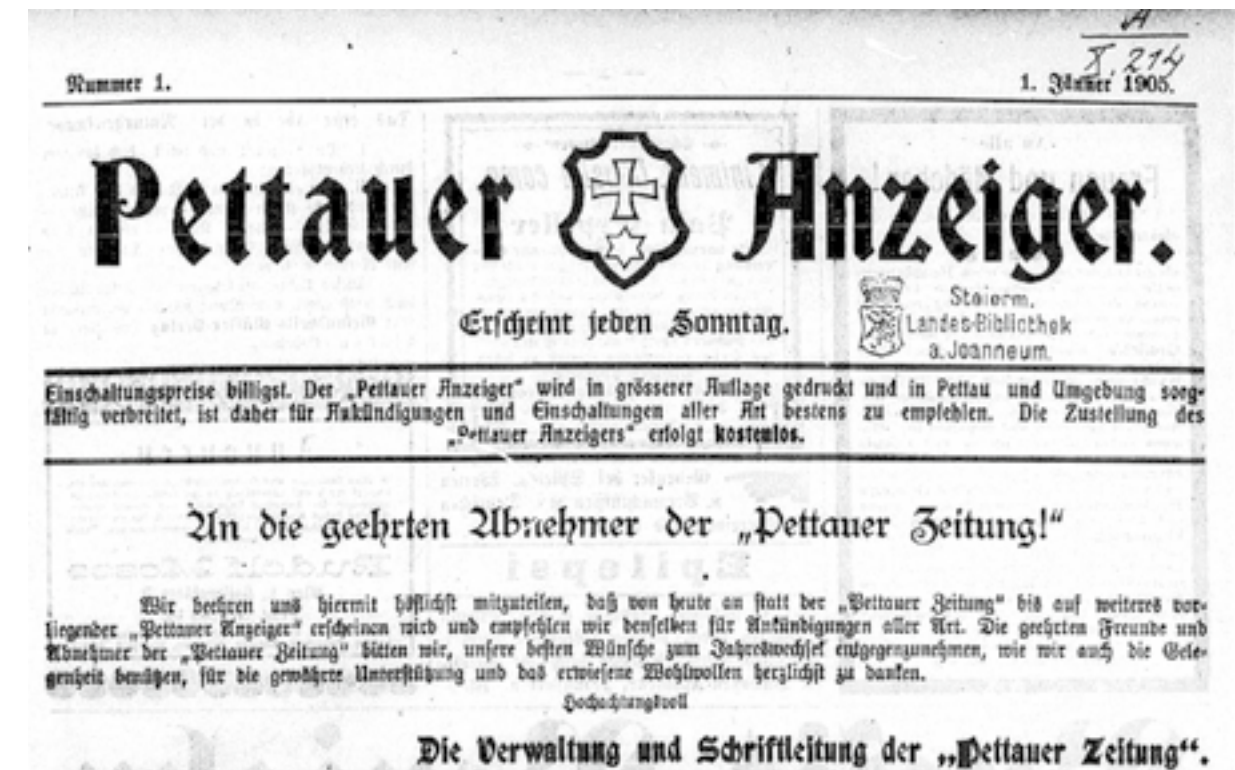 A
X. 214
Nummer 1.
1. Jänner 1905.
Pettauer Anzeiger.
Erscheint jeden Sonntag.
Steierm.
Landes-Bibliothek
a. Joanneum.
Einschaltungspreise billigst. Der „Pettauer Anzeiger“ wird in grösserer Auflage gedruckt und in Pettau und Umgebung sorg-
fältig verbreitet, ist daher für Ankündigungen und Einschaltungen aller Art bestens zu empfehlen. Die Zustellung des
„Pettauer Anzeigers“ erfolgt kostenlos.
An die geehrten Abnehmer der „Pettauer Zeitung!“
Wir beehren uns hiermit höflichst mitzuteilen, daß von heute an statt der „Pettauer Zeitung“ bis auf weiteres vor-
liegender „Pettauer Anzeiger“ erscheinen wird und empfehlen wir denselben für Ankündigungen aller Art. Die geehrten Freunde und
Abnehmer der „Pettauer Zeitung“ bitten wir, unsere besten Wünsche zum Jahreswechsel entgegenzunehmen, wie wir auch die Gele-
genheit benützen, für die gewährte Unterstützung und das erwiesene Wohlwollen herzlichst zu danken.
Hochachtungsvoll
Die Verwaltung und Schriftleitung der „Pettauer Zeitung“.